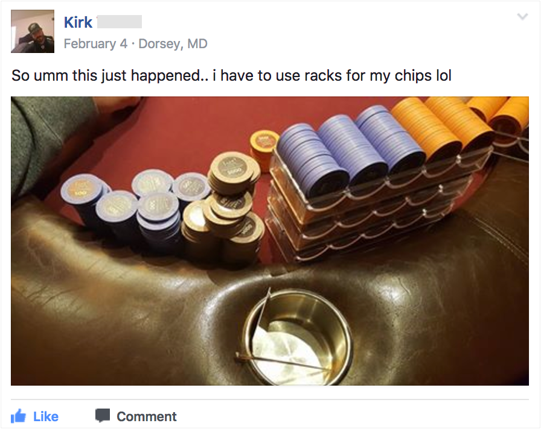 Kirk
February 4 · Dorsey, MD
So umm this just happened.. i have to use racks for my chips lol
Like
Comment